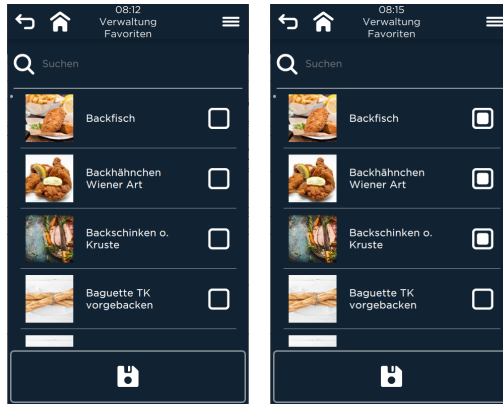 08:12
Verwaltung
Favoriten
Suchen
Backfisch
Backhähnchen
Wiener Art
Backschinken o.
Kruste
Baguette TK
vorgebacken
08:15
Verwaltung
Favoriten
Suchen
Backfisch
Backhähnchen
Wiener Art
Backschinken o.
Kruste
Baguette TK
vorgebacken